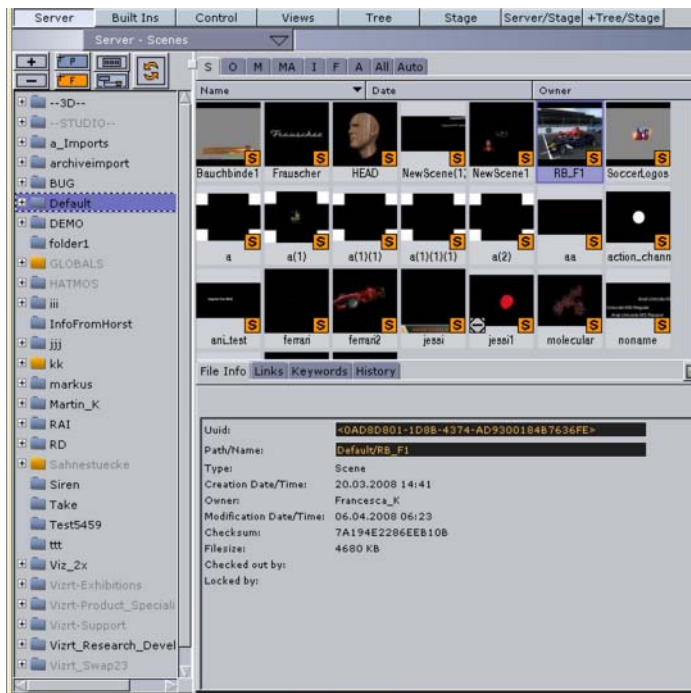 Server Built Ins Control Views Tree Stage Server/Stage +Tree/Stage
Server - Scenes
+ P
- F
S O M MA I F A All Auto
Name Date Owner
--3D--
--STUDIO--
a_Imports
archiveimport
BUG
Default
DEMO
folder1
GLOBALS
HATMOS
iii
InfoFromHorst
jjj
kk
markus
Martin_K
RAI
RD
Sahnestuecke
Siren
Take
Test5459
ttt
Viz_2x
Vizrt-Exhibitions
Vizrt-Product_Speciali
Vizrt-Support
Vizrt_Research_Devel
Vizrt_Swap23
Frauscher
S S S S S S S
Bauchbinde1 Frauscher HEAD NewScene(1) NewScene1 RB_F1 SoccerLogos
S S S S S S S
a a(1) a(1)(1) a(1)(1)(1) a(2) aa action_chann
S S S S S S S
ani_test ferrari ferrari2 jessi jessi1 molecular noname
File Info Links Keywords History
Uuid: <0AD8D801-1D8B-4374-AD9300184B7636FE>
Path/Name: Default/RB_F1
Type: Scene
Creation Date/Time: 20.03.2008 14:41
Owner: Francesca_K
Modification Date/Time: 06.04.2008 06:23
Checksum: 7A194E2286EEB10B
Filesize: 4680 KB
Checked out by:
Locked by: